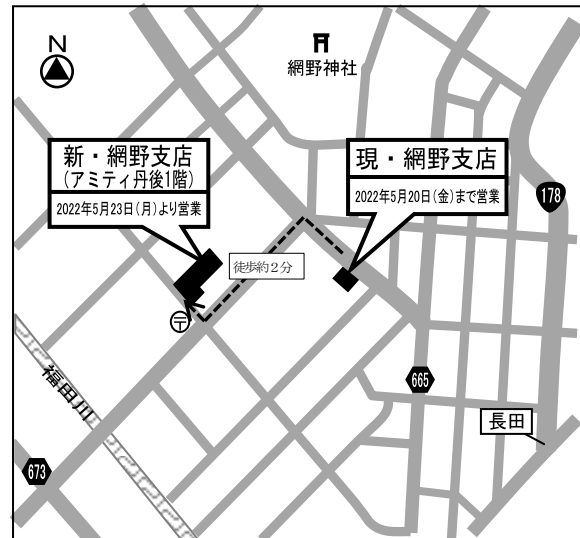 N
網野神社
新・網野支店
(アミティ丹後1階)
2022年5月23日(月)より営業
現・網野支店
2022年5月20日(金)まで営業
178
徒歩約2分
〒
福田川
665
長田
673